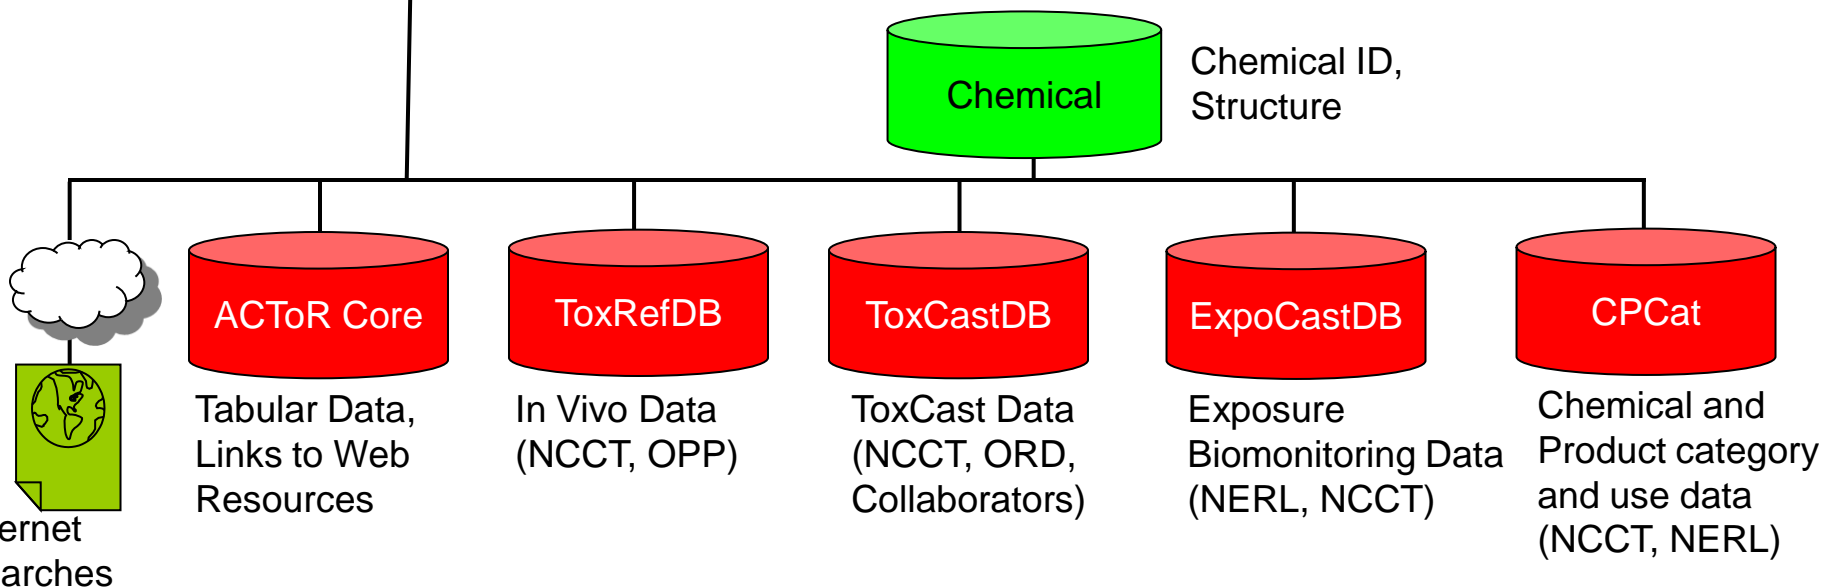 Chemical
Chemical ID,
Structure
ACToR Core
ToxRefDB
ToxCastDB
ExpoCastDB
CPCat
Tabular Data,
Links to Web
Resources
In Vivo Data
(NCCT, OPP)
ToxCast Data
(NCCT, ORD,
Collaborators)
Exposure
Biomonitoring Data
(NERL, NCCT)
Chemical and
Product category
and use data
(NCCT, NERL)
ernet
arches